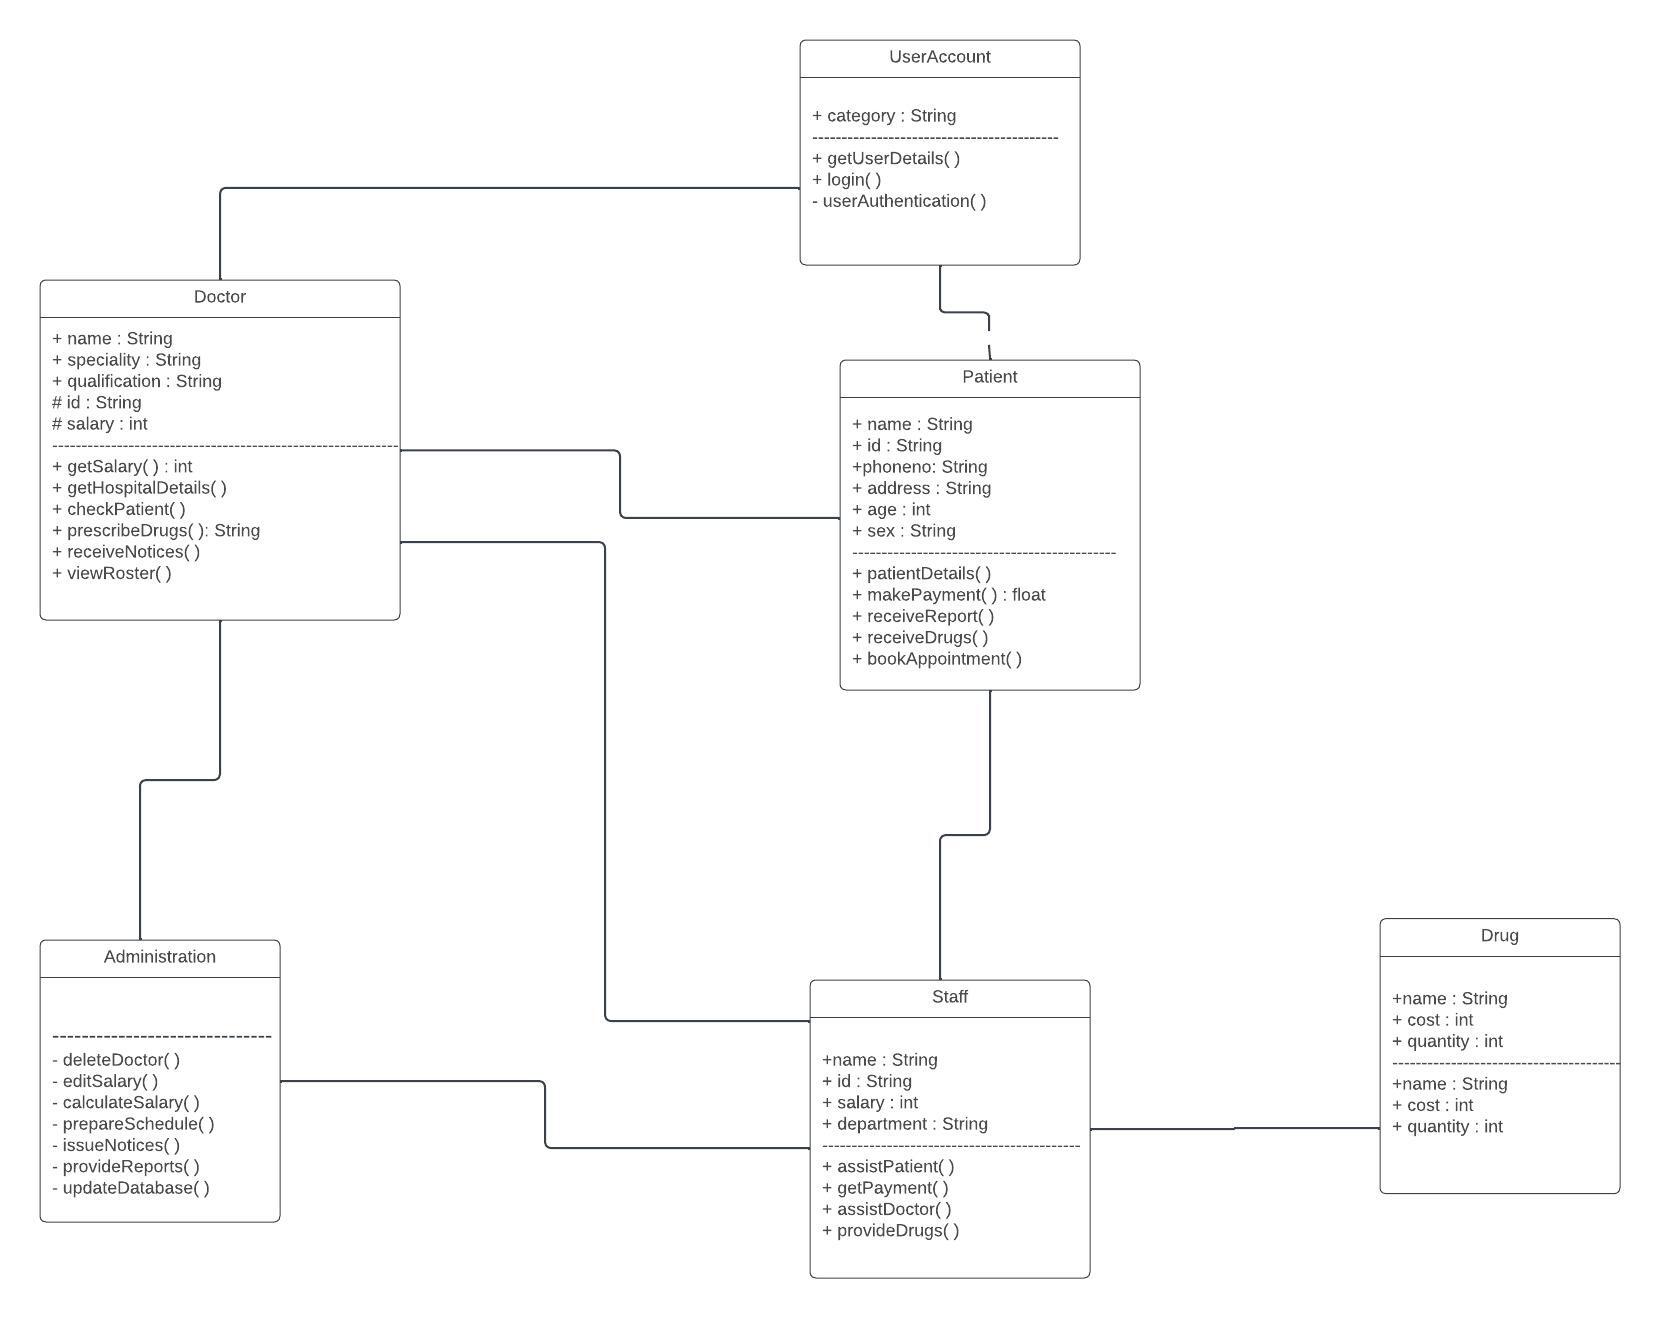 UserAccount
+ category : String
+ getUserDetails( )
+ login( )
- userAuthentication( )
Doctor
+ name : String
+ speciality : String
+ qualification : String
# id : String
# salary : int
+ getSalary( ) : int
+ getHospitalDetails( )
+ checkPatient( )
+ prescribeDrugs( ): String
+ receiveNotices( )
+ viewRoster( )
Patient
+ name : String
+ id : String
+phoneno: String
+ address : String
+ age : int
+ sex : String
+ patientDetails( )
+ makePayment( ) : float
+ receiveReport( )
+ receiveDrugs( )
+ bookAppointment( )
Administration
- deleteDoctor( )
- editSalary( )
- calculateSalary( )
- prepareSchedule( )
- issueNotices( )
- provideReports( )
- updateDatabase( )
Staff
+name : String
+ id : String
+ salary : int
+ department : String
+ assistPatient( )
+ getPayment( )
+ assistDoctor( )
+ provideDrugs( )
Drug
+name : String
+ cost : int
+ quantity : int
+name : String
+ cost : int
+ quantity : int